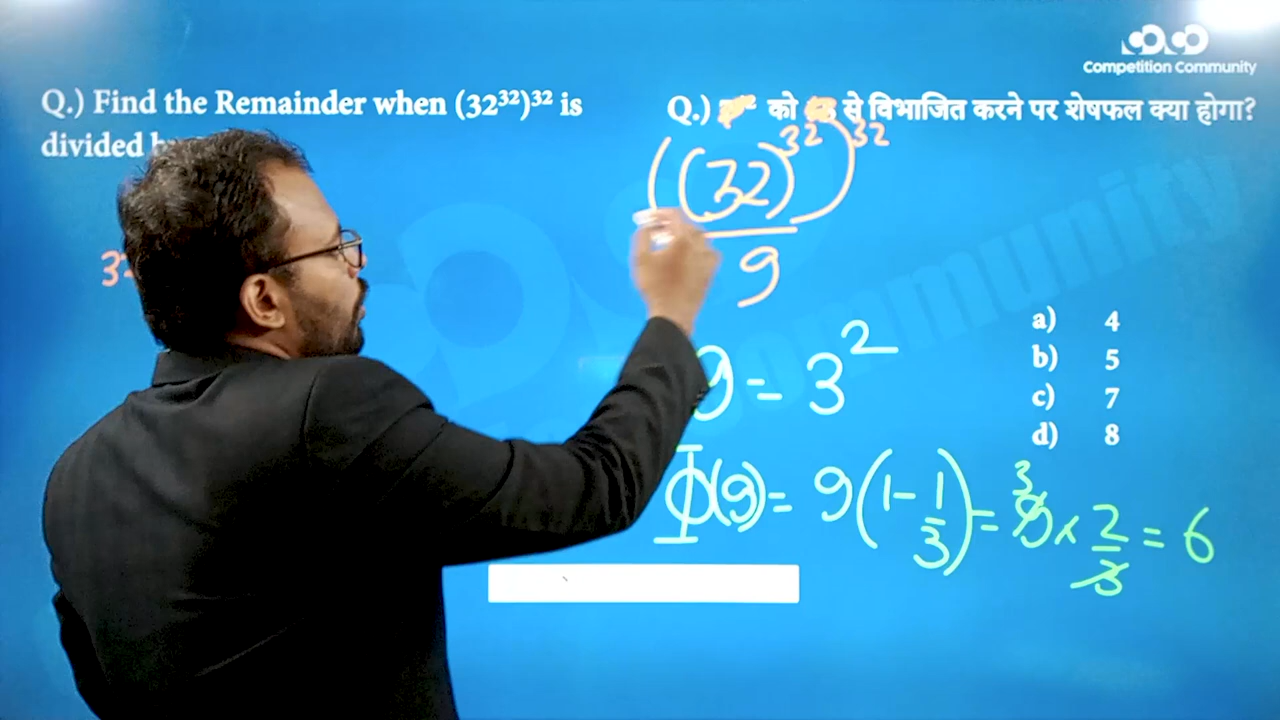 Competition Community
Q.) Find the Remainder when (32³²)³² is
divided
Q.) को से विभाजित करने पर शेषफल क्या होगा?
((32)³²)³²
9
9 = 3²
a) 4
b) 5
c) 7
d) 8
ϕ(9) = 9(1 - 1/3) = 9 × 2/3 = 6
3